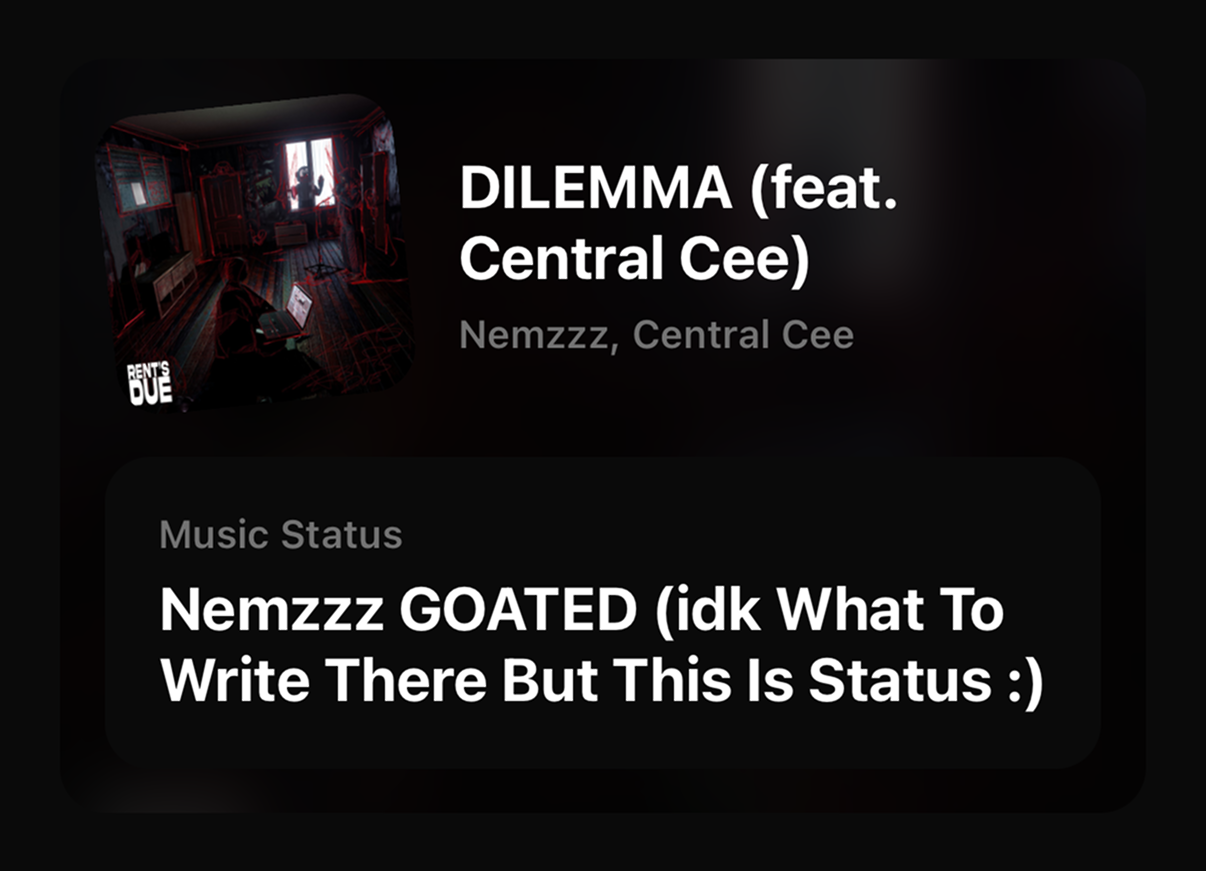 DILEMMA (feat.
Central Cee)
Nemzzz, Central Cee
RENT'S
DUE
Music Status
Nemzzz GOATED (idk What To
Write There But This Is Status :)